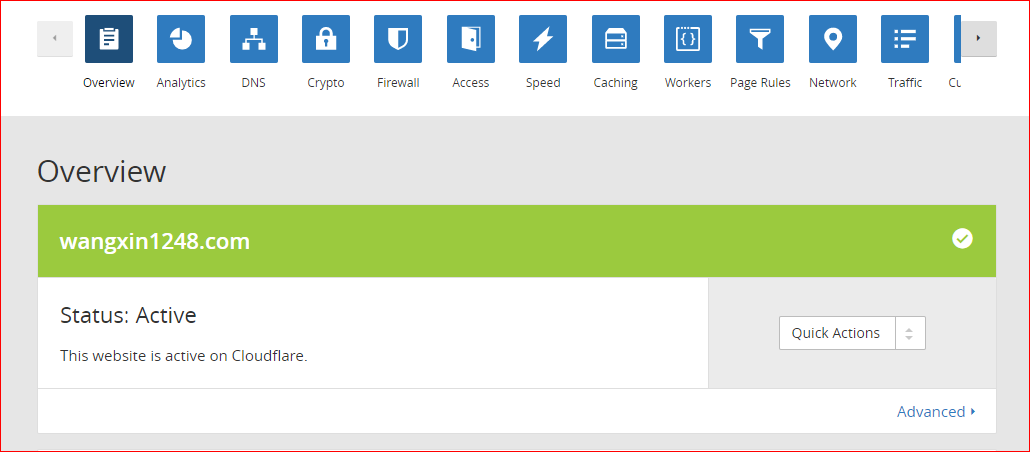 Overview Analytics DNS Crypto Firewall Access Speed Caching Workers Page Rules Network Traffic
Overview
wangxin1248.com
Status: Active
Quick Actions
This website is active on Cloudflare.
Advanced